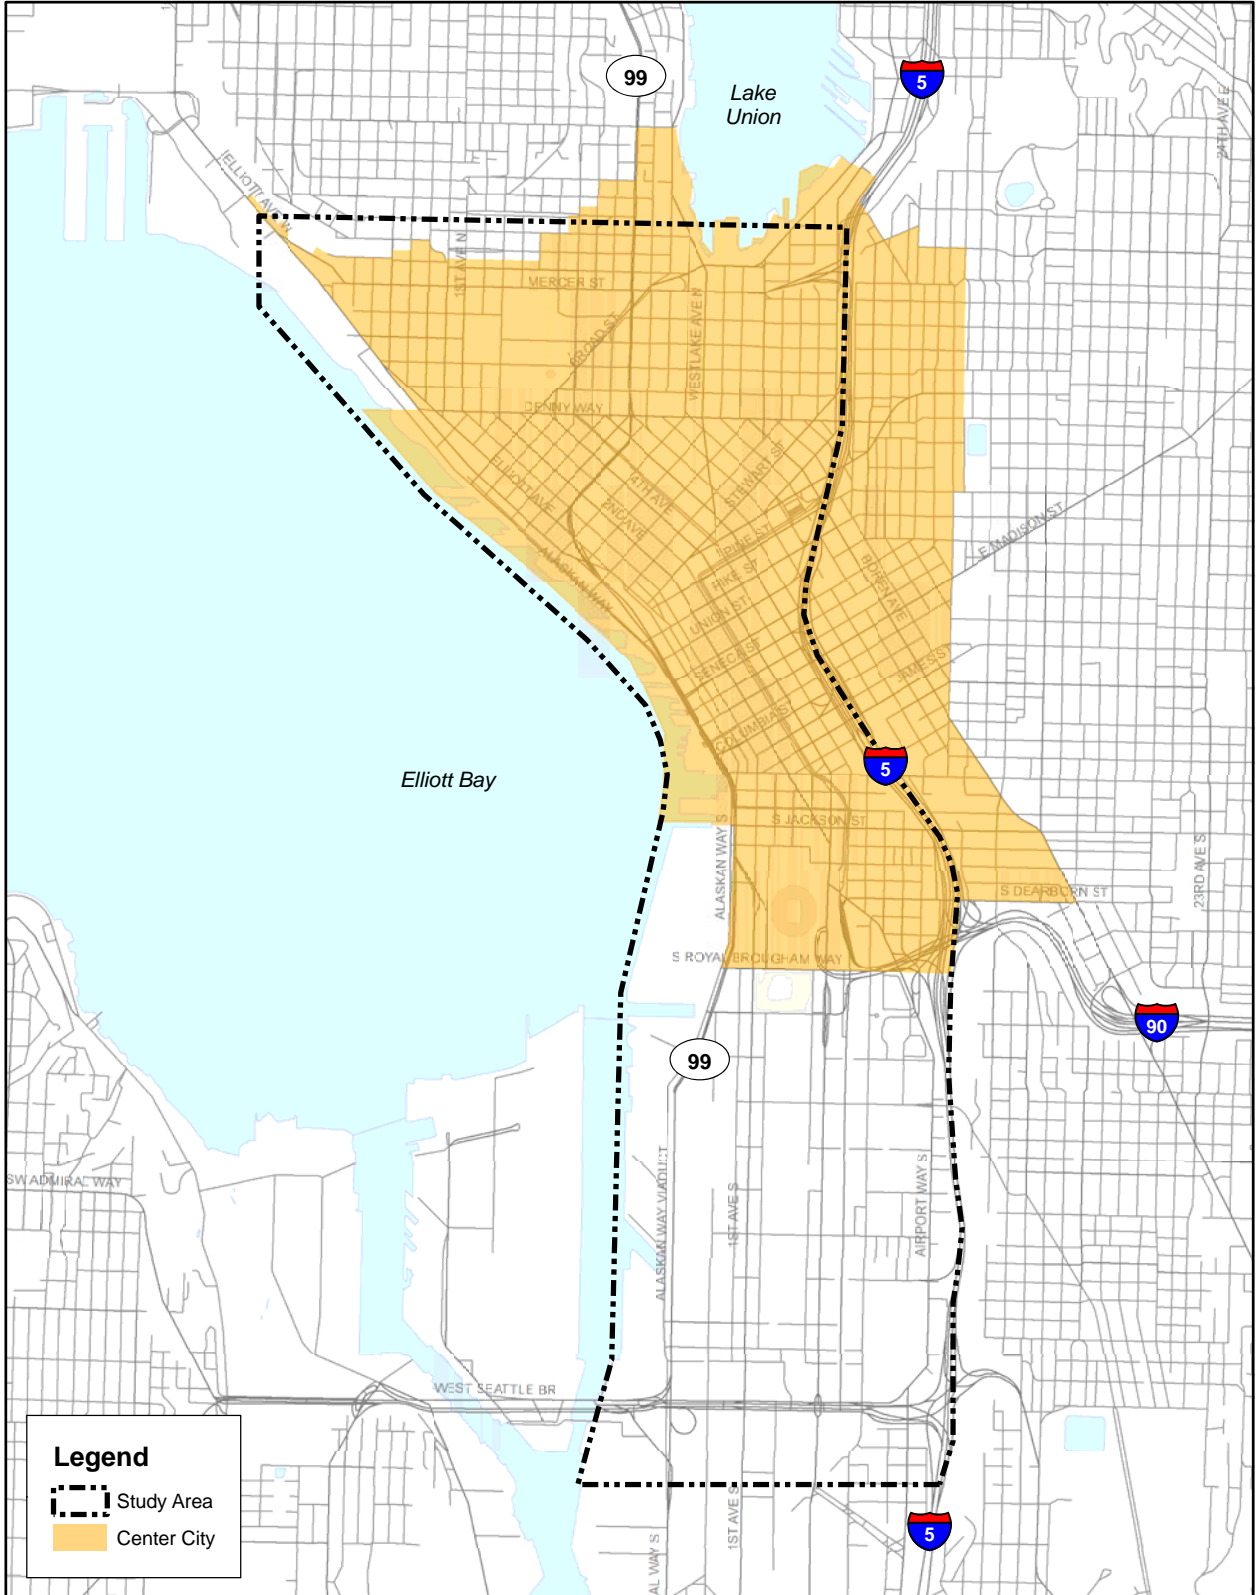 99
5
Lake
Union
24TH AVE E
ELLIOTT AVE W
1ST AVE N
MERCER ST
BROAD ST
WESTLAKE AVE N
DENNY WAY
ELLIOTT AVE
4TH AVE
2ND AVE
STEWART ST
PINE ST
PIKE ST
UNION ST
SENECA ST
COLUMBIA ST
ALASKAN WAY
BOREN AVE
E MADISON ST
JAMES S
5
Elliott Bay
S JACKSON ST
ALASKAN WAY S
S DEARBORN ST
23RD AVE S
S ROYAL BROUGHAM WAY
90
99
SW ADMIRAL WAY
ALASKAN WAY VIADUCT
1ST AVE S
AIRPORT WAY S
WEST SEATTLE BR
1ST AVE S
AL WAY S
5
Legend
Study Area
Center City